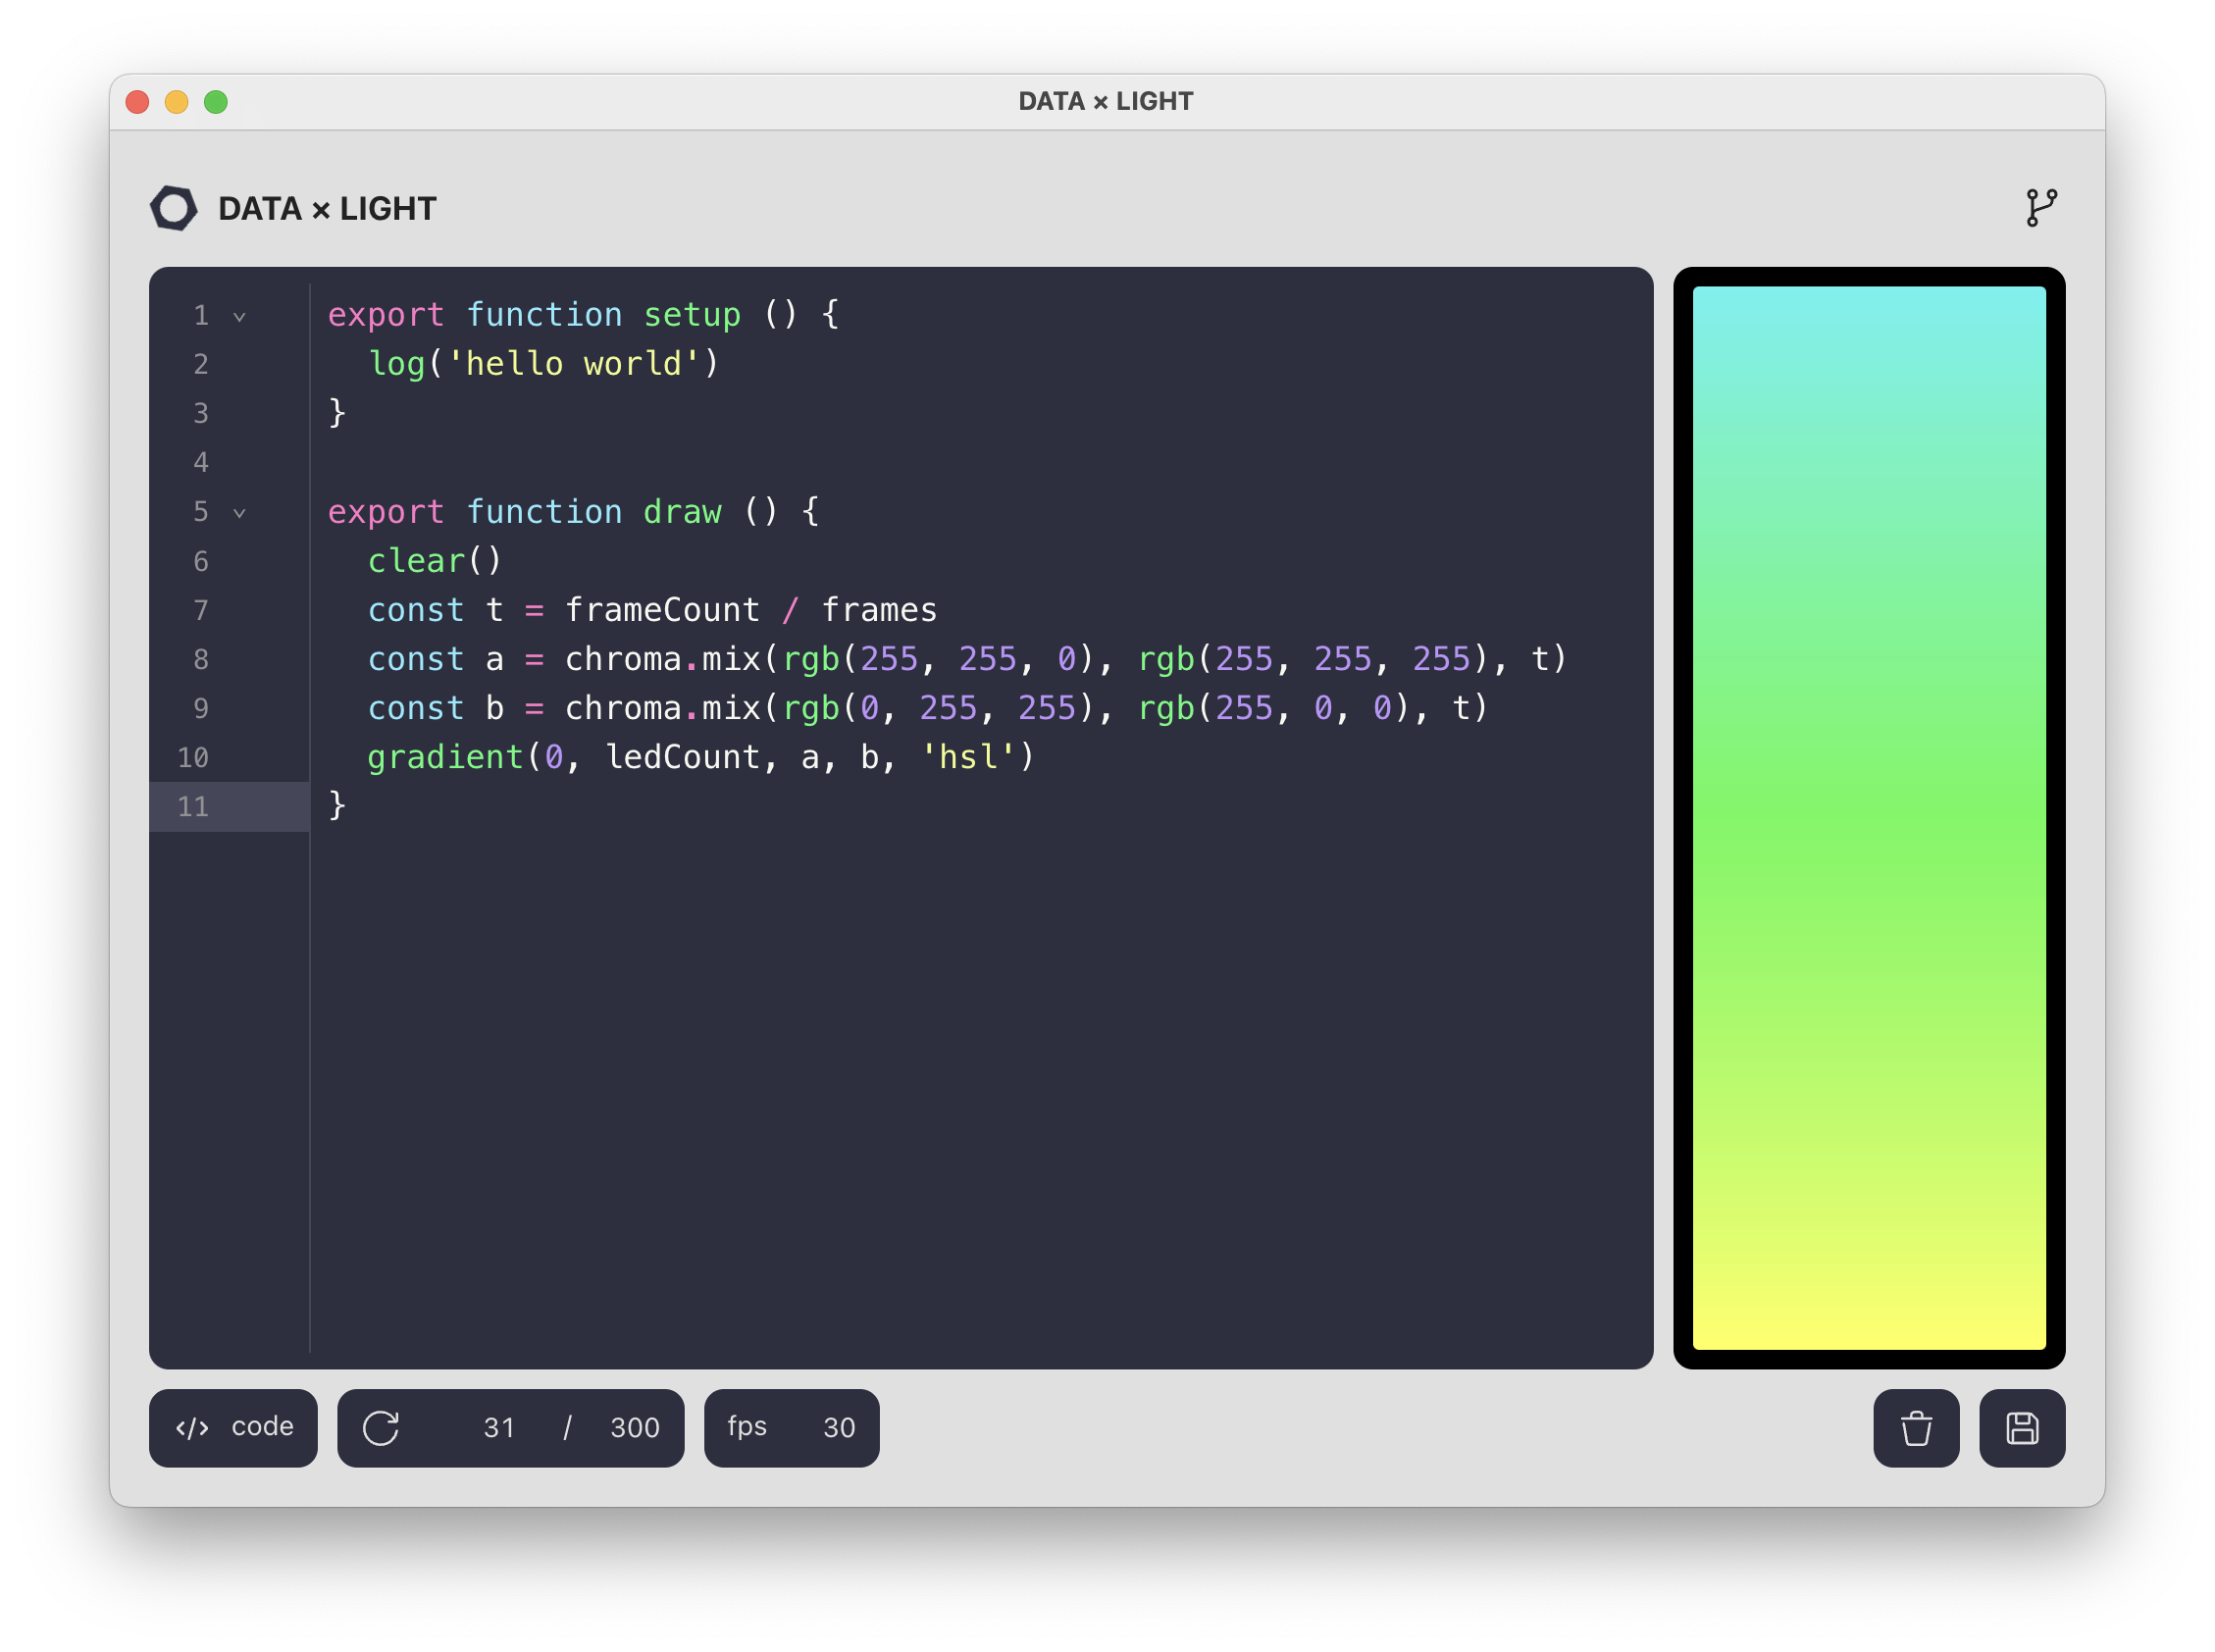 DATA × LIGHT
DATA × LIGHT
1 export function setup () {
2 log('hello world')
3 }
4
5 export function draw () {
6 clear()
7 const t = frameCount / frames
8 const a = chroma.mix(rgb(255, 255, 0), rgb(255, 255, 255), t)
9 const b = chroma.mix(rgb(0, 255, 255), rgb(255, 0, 0), t)
10 gradient(0, ledCount, a, b, 'hsl')
11 }
</> code 31 / 300 fps 30